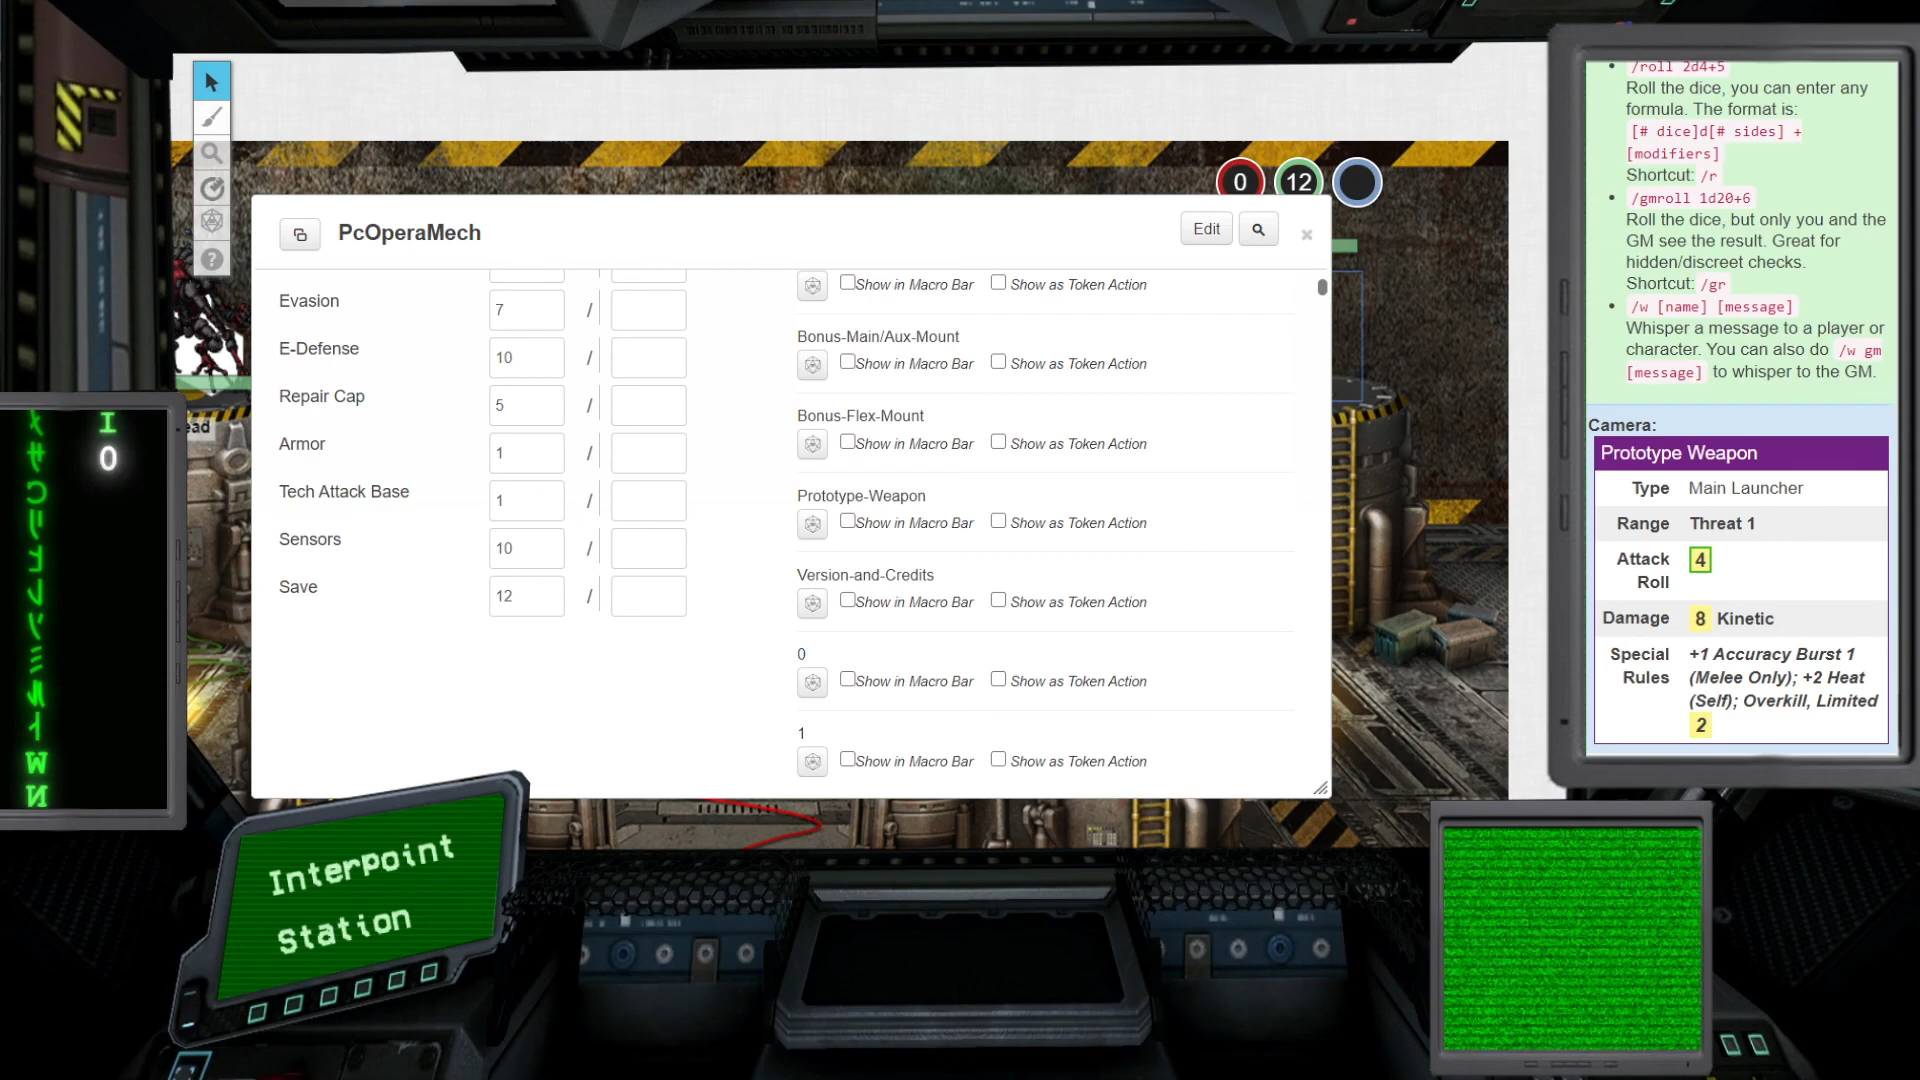 0 12
PcOperaMech
Edit
Evasion 7 /
E-Defense 10 /
Repair Cap 5 /
Armor 1 /
Tech Attack Base 1 /
Sensors 10 /
Save 12 /
Show in Macro Bar Show as Token Action
Bonus-Main/Aux-Mount
Show in Macro Bar Show as Token Action
Bonus-Flex-Mount
Show in Macro Bar Show as Token Action
Prototype-Weapon
Show in Macro Bar Show as Token Action
Version-and-Credits
Show in Macro Bar Show as Token Action
0
Show in Macro Bar Show as Token Action
1
Show in Macro Bar Show as Token Action
/roll 2d4+5
Roll the dice, you can enter any
formula. The format is:
[# dice]d[# sides] +
[modifiers]
Shortcut: /r
/gmroll 1d20+6
Roll the dice, but only you and the
GM see the result. Great for
hidden/discreet checks.
Shortcut: /gr
/w [name] [message]
Whisper a message to a player or
character. You can also do /w gm
[message] to whisper to the GM.
Camera:
Prototype Weapon
Type Main Launcher
Range Threat 1
Attack Roll 4
Damage 8 Kinetic
Special Rules +1 Accuracy Burst 1
(Melee Only); +2 Heat
(Self); Overkill, Limited
2
ead
Interpoint
Station